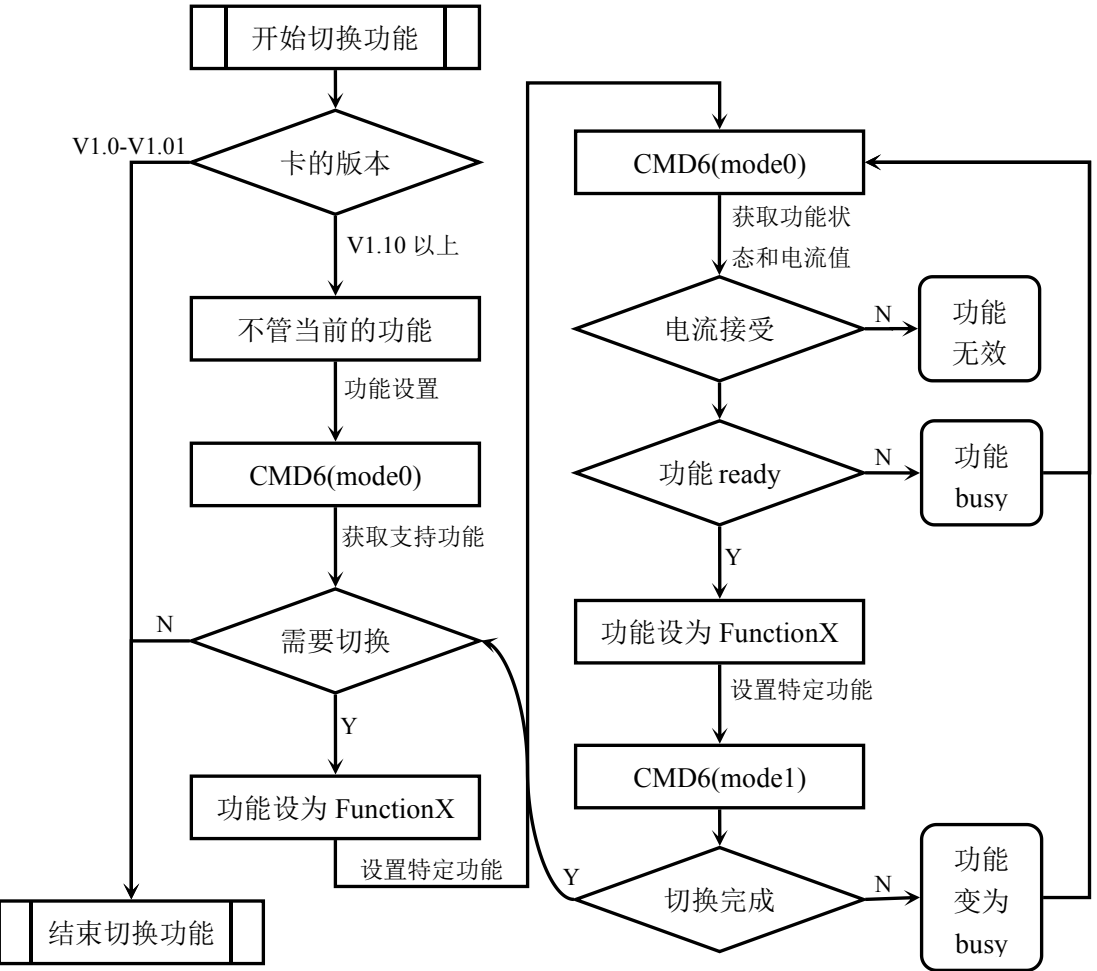 开始切换功能
V1.0-V1.01
卡的版本
V1.10 以上
不管当前的功能
功能设置
CMD6(mode0)
获取支持功能
N
需要切换
Y
功能设为 FunctionX
设置特定功能
结束切换功能
CMD6(mode0)
获取功能状
态和电流值
电流接受
N
功能
无效
功能 ready
N
功能
busy
Y
功能设为 FunctionX
设置特定功能
CMD6(mode1)
Y
切换完成
N
功能
变为
busy